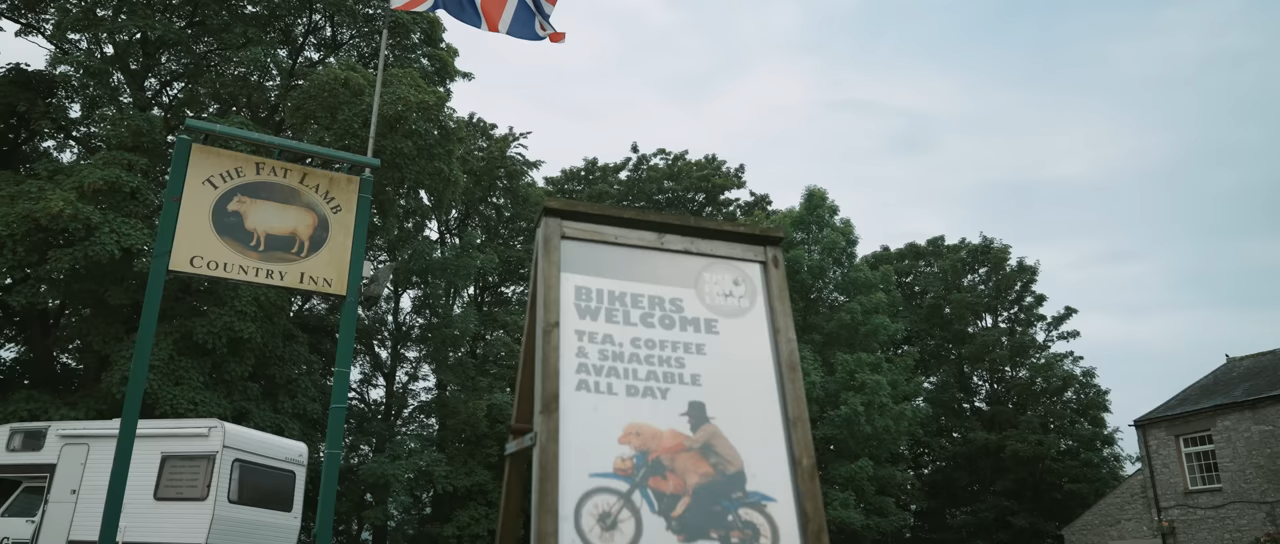 THE FAT LAMB
COUNTRY INN
BIKERS
WELCOME
TEA, COFFEE
& SNACKS
AVAILABLE
ALL DAY